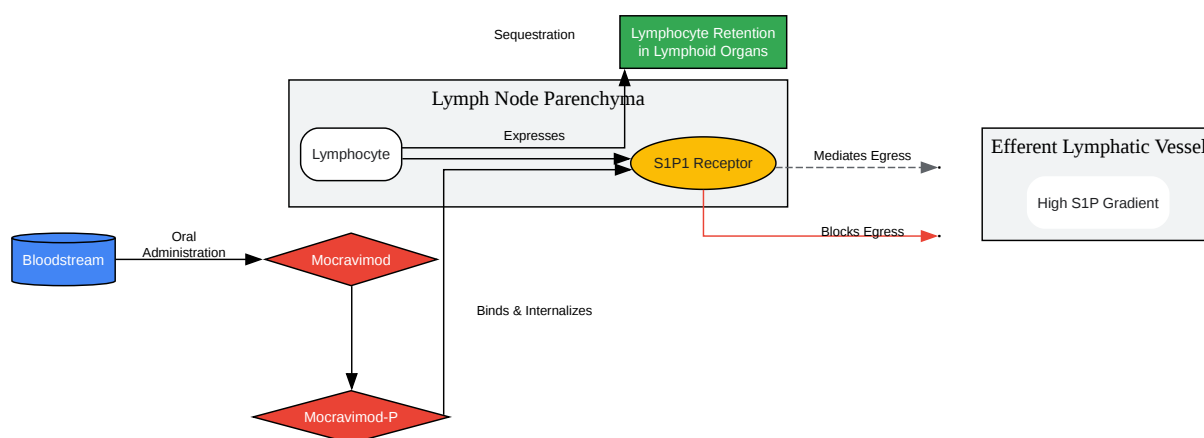 Sequestration
Lymphocyte Retention
in Lymphoid Organs
Lymph Node Parenchyma
Expresses
Lymphocyte
S1P1 Receptor
Mediates Egress
Efferent Lymphatic Vessel
High S1P Gradient
Blocks Egress
Oral
Administration
Bloodstream
Mocravimod
Binds & Internalizes
Mocravimod-P